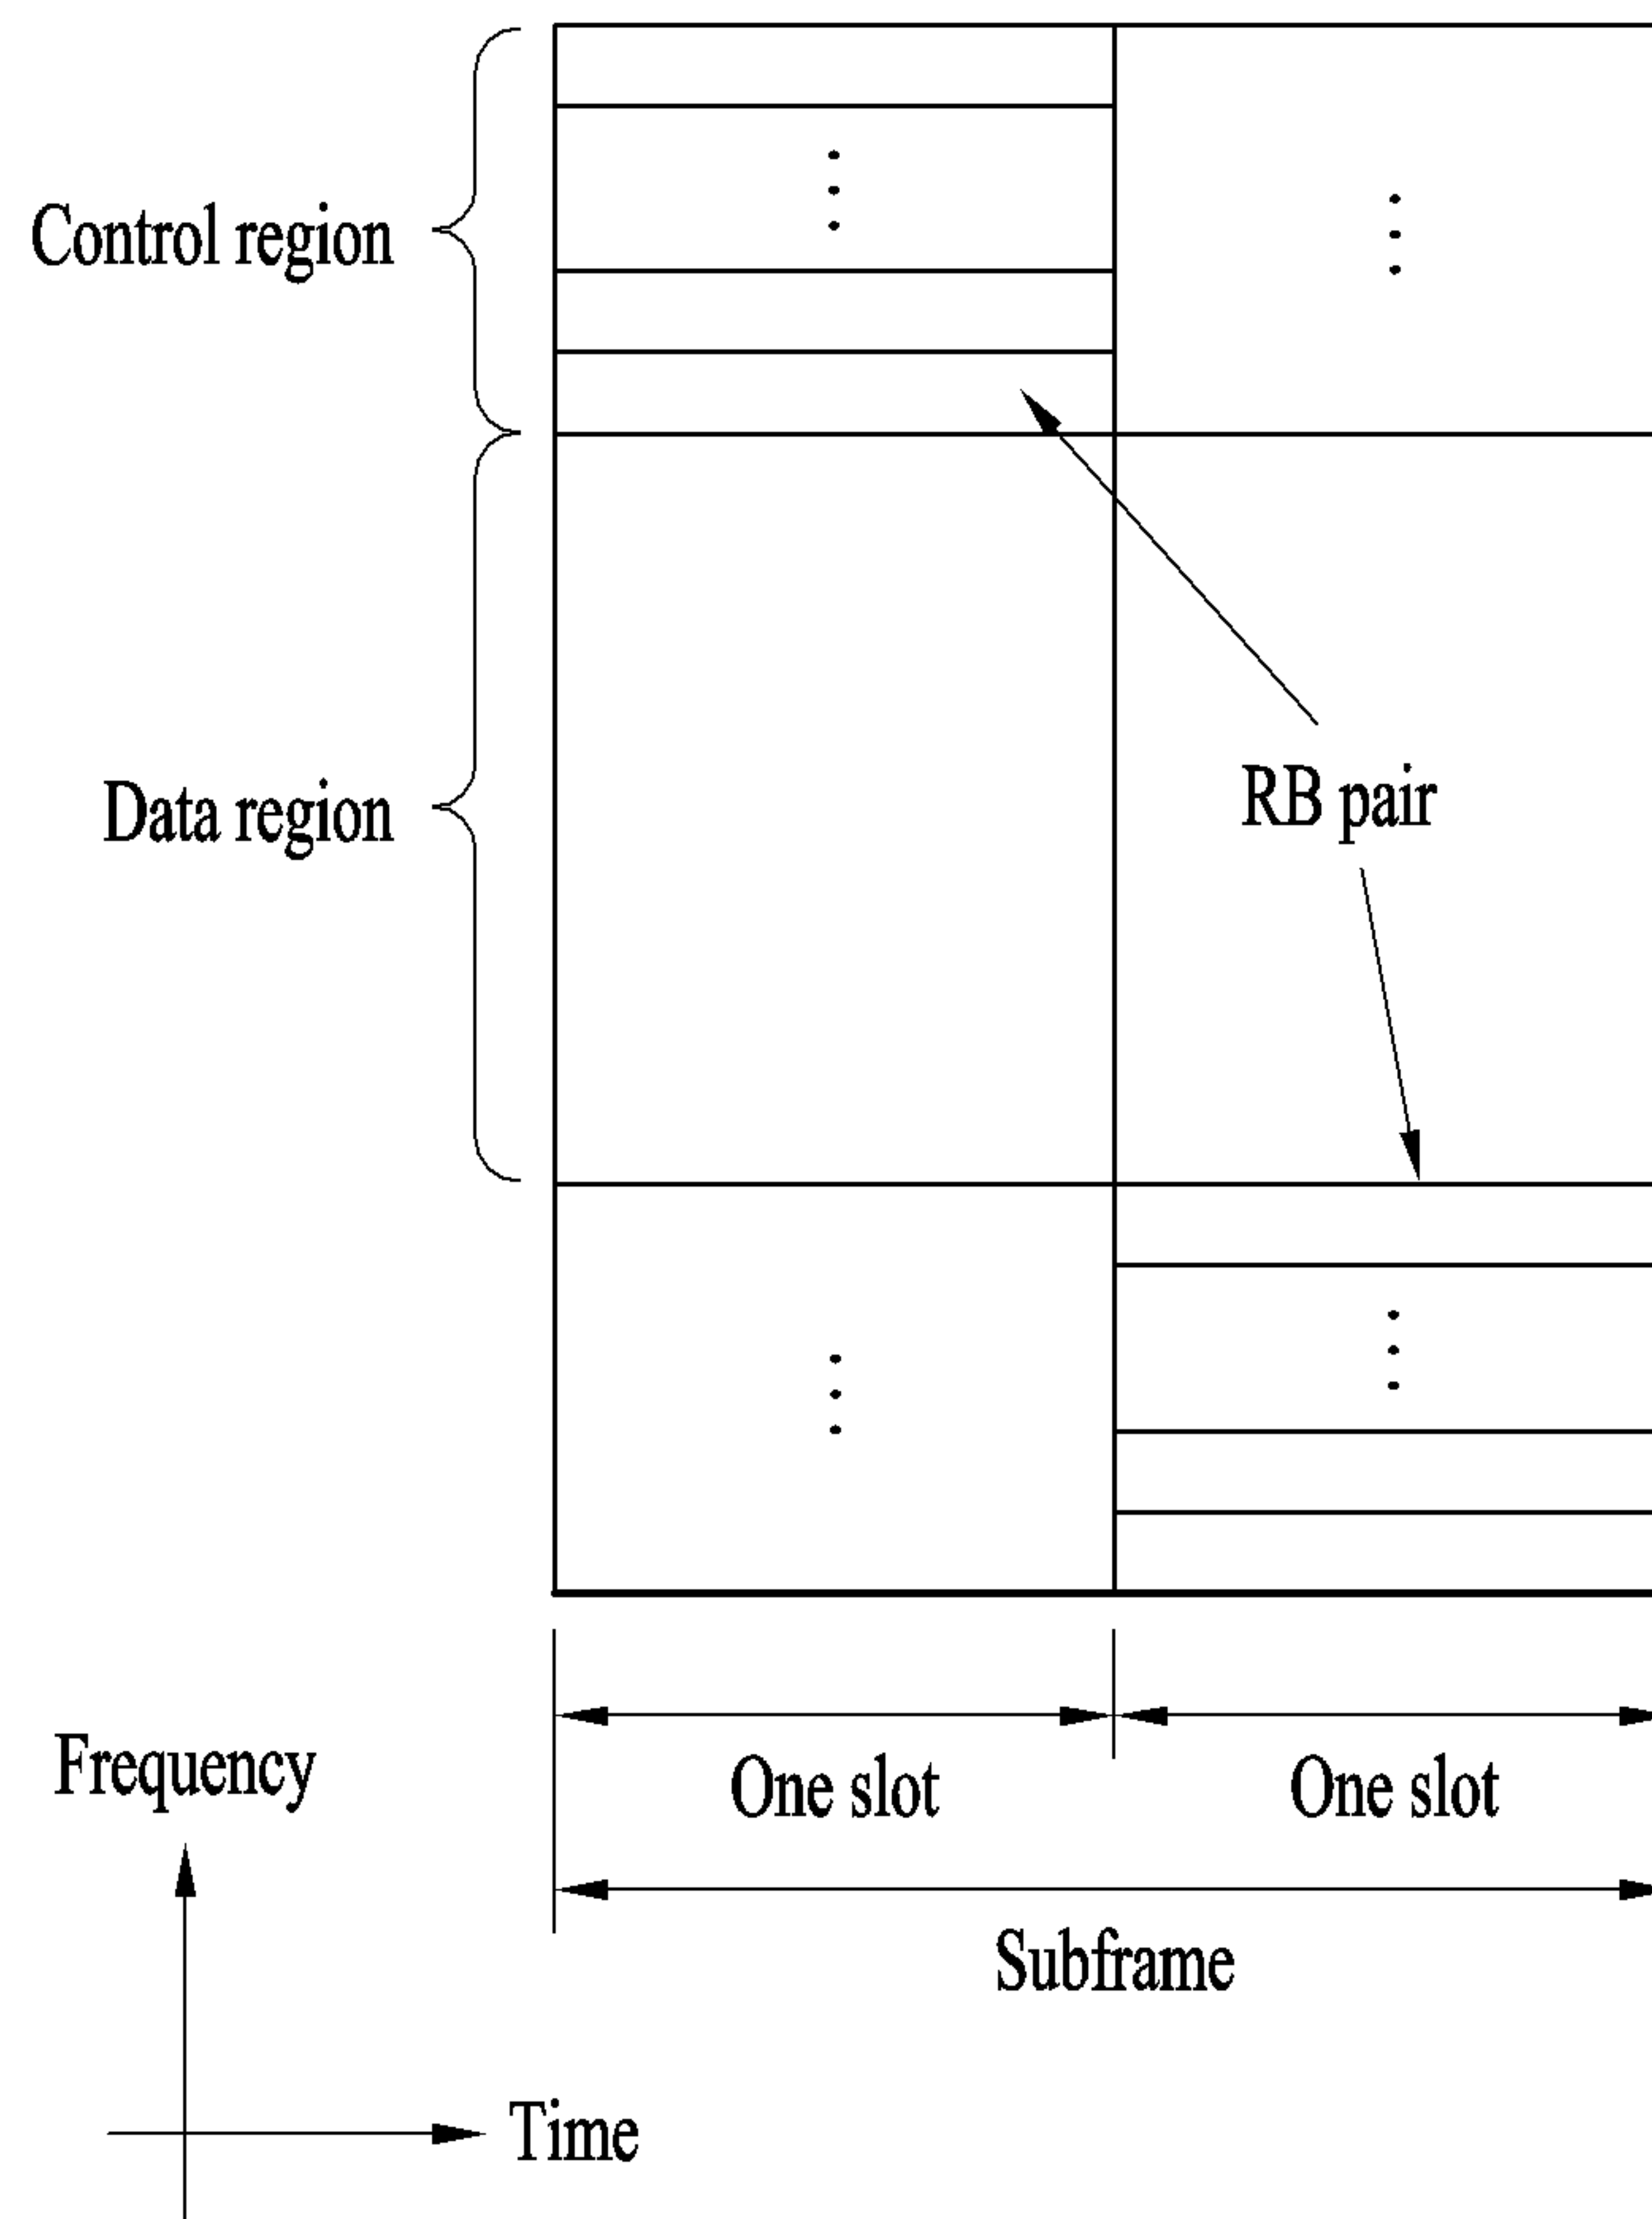 Control region
Data region
RB pair
One slot
One slot
Subframe
Frequency
Time